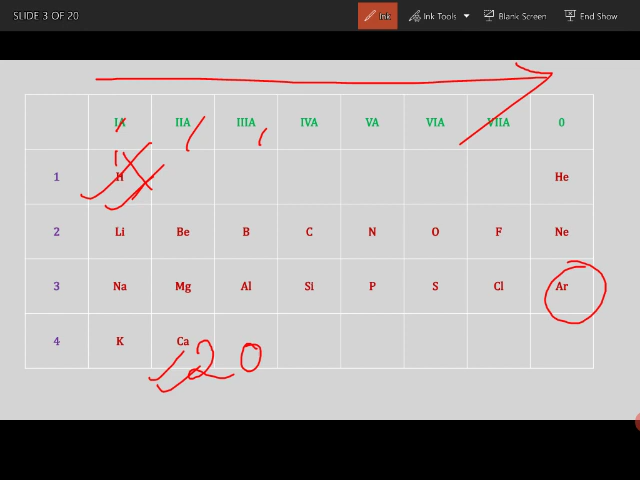 SLIDE 3 OF 20 Ink Ink Tools Blank Screen End Show
IA IIA IIIA IVA VA VIA VIIA 0
1 H He
2 Li Be B C N O F Ne
3 Na Mg Al Si P S Cl Ar
4 K Ca
20